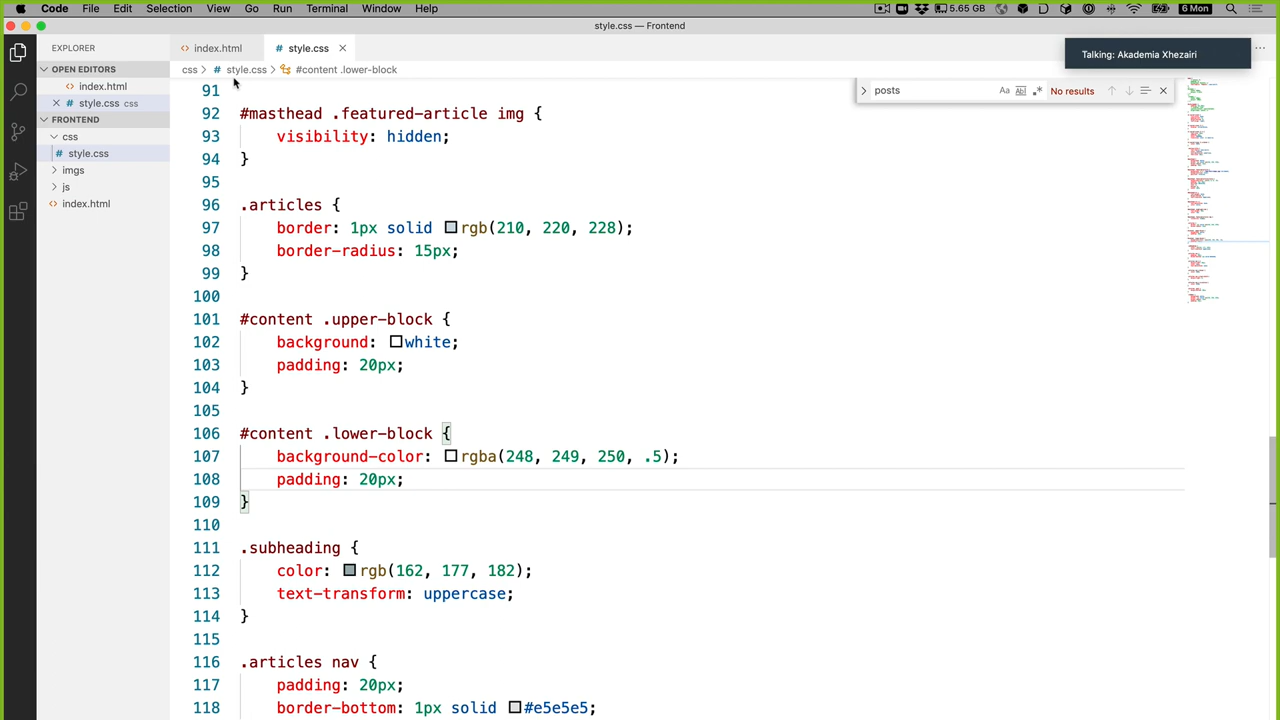 Code File Edit Selection View Go Run Terminal Window Help 5.65 GB 6 Mon
style.css — Frontend
EXPLORER
index.html
style.css
Talking: Akademia Xhezairi
OPEN EDITORS
index.html
style.css css
FRONTEND
css
style.css
imgs
js
index.html
css > # style.css > #content .lower-block
posts
Aa Ab .* No results
91
92 #masthead .featured-article img {
93 visibility: hidden;
94 }
95
96 .articles {
97 border: 1px solid rgb(210, 220, 228);
98 border-radius: 15px;
99 }
100
101 #content .upper-block {
102 background: white;
103 padding: 20px;
104 }
105
106 #content .lower-block {
107 background-color: rgba(248, 249, 250, .5);
108 padding: 20px;
109 }
110
111 .subheading {
112 color: rgb(162, 177, 182);
113 text-transform: uppercase;
114 }
115
116 .articles nav {
117 padding: 20px;
118 border-bottom: 1px solid #e5e5e5;